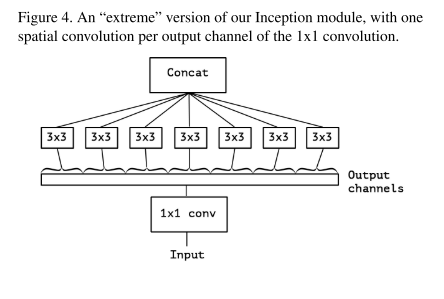 Figure 4. An “extreme” version of our Inception module, with one
spatial convolution per output channel of the 1x1 convolution.
Concat
3x3 3x3 3x3 3x3 3x3 3x3 3x3
Output
channels
1x1 conv
Input